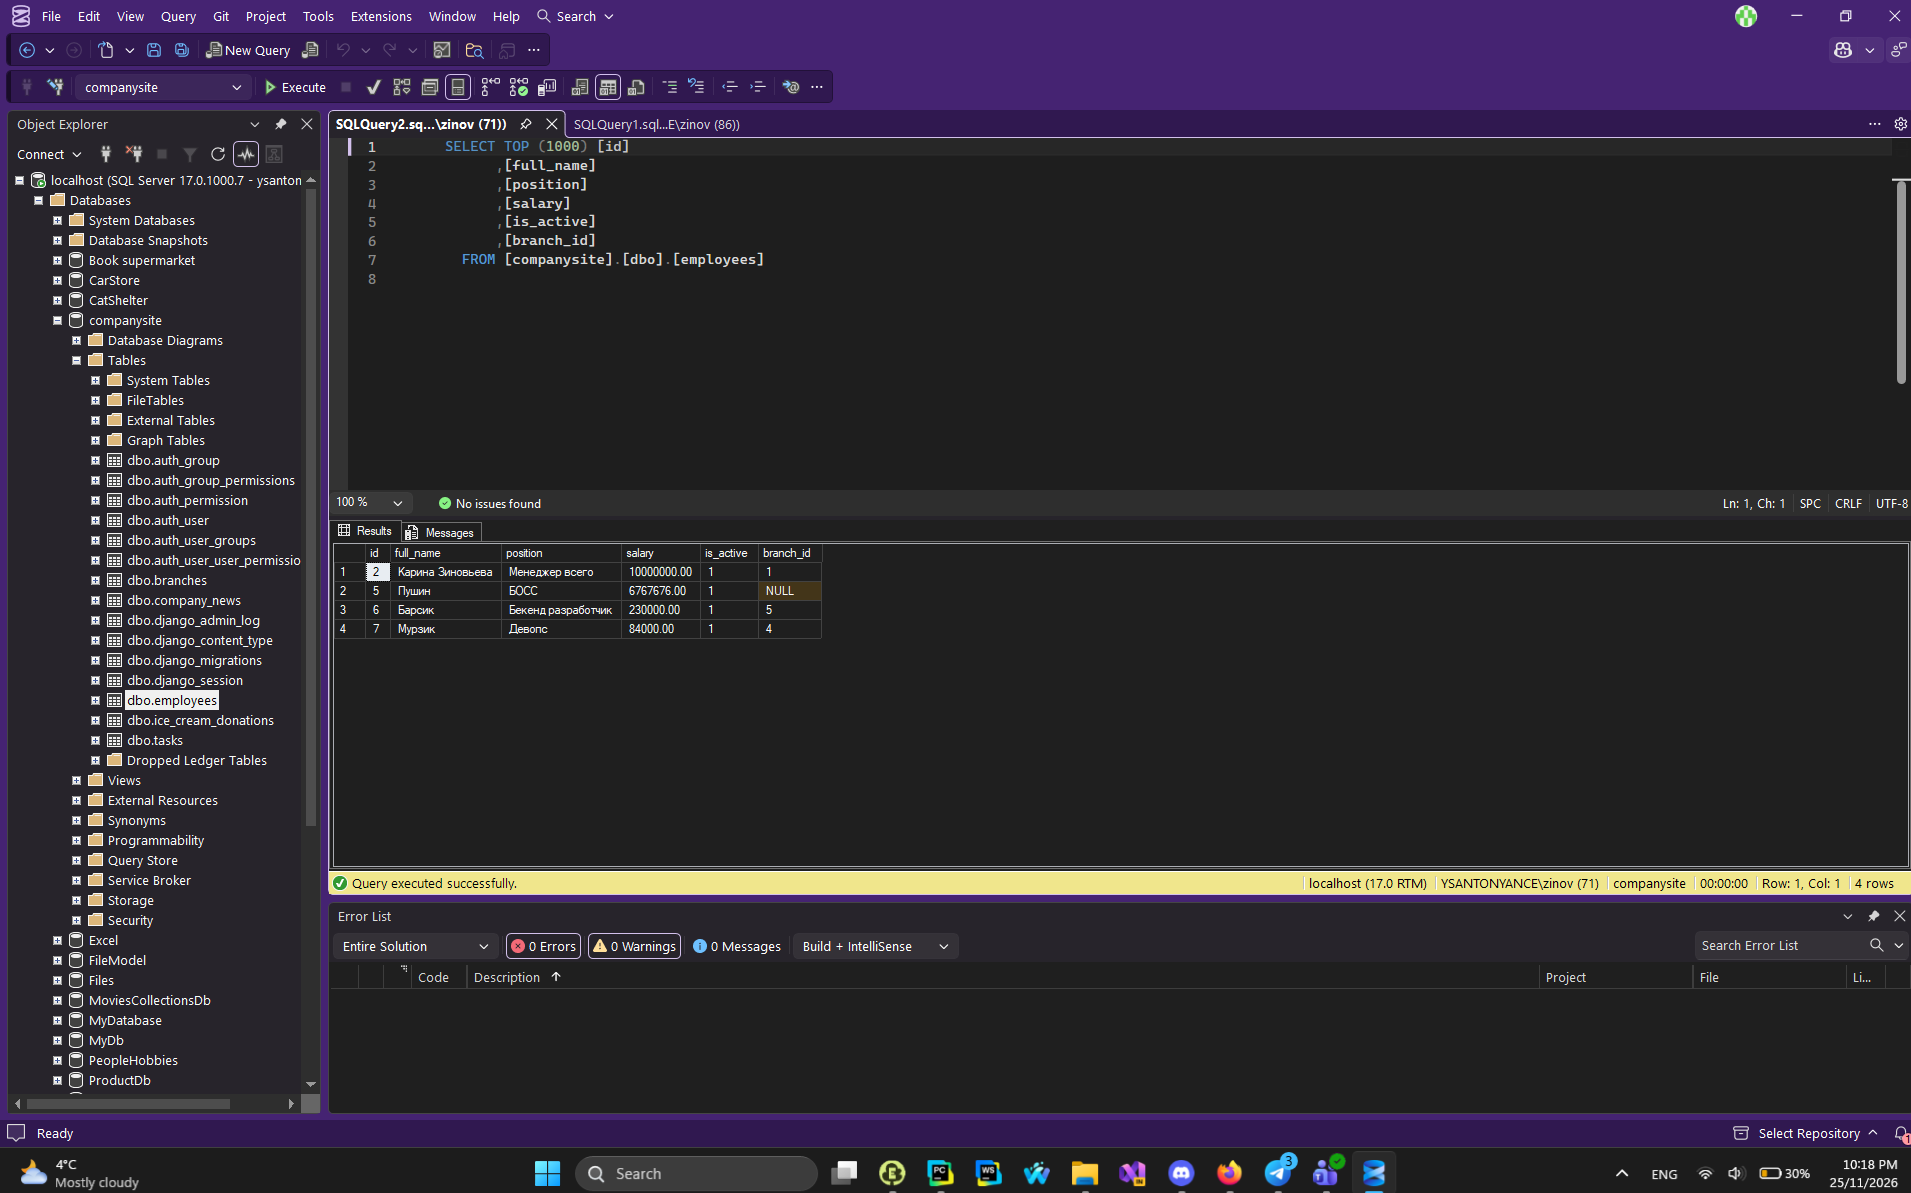 File Edit View Query Git Project Tools Extensions Window Help Search
New Query
companysite Execute
Object Explorer
Connect
localhost (SQL Server 17.0.1000.7 - ysanton
Databases
System Databases
Database Snapshots
Book supermarket
CarStore
CatShelter
companysite
Database Diagrams
Tables
System Tables
FileTables
External Tables
Graph Tables
dbo.auth_group
dbo.auth_group_permissions
dbo.auth_permission
dbo.auth_user
dbo.auth_user_groups
dbo.auth_user_user_permissio
dbo.branches
dbo.company_news
dbo.django_admin_log
dbo.django_content_type
dbo.django_migrations
dbo.django_session
dbo.employees
dbo.ice_cream_donations
dbo.tasks
Dropped Ledger Tables
Views
External Resources
Synonyms
Programmability
Query Store
Service Broker
Storage
Security
Excel
FileModel
Files
MoviesCollectionsDb
MyDatabase
MyDb
PeopleHobbies
ProductDb
SQLQuery2.sq...\zinov (71)) SQLQuery1.sql...E\zinov (86))
1 SELECT TOP (1000) [id]
2 ,[full_name]
3 ,[position]
4 ,[salary]
5 ,[is_active]
6 ,[branch_id]
7 FROM [companysite].[dbo].[employees]
8
100 % No issues found Ln: 1, Ch: 1 SPC CRLF UTF-8
Results Messages
id full_name position salary is_active branch_id
1 2 Карина Зиновьева Менеджер всего 10000000.00 1 1
2 5 Пушин БОСС 6767676.00 1 NULL
3 6 Барсик Бекенд разработчик 230000.00 1 5
4 7 Мурзик Девопс 84000.00 1 4
Query executed successfully. localhost (17.0 RTM) YSANTONYANCE\zinov (71) companysite 00:00:00 Row: 1, Col: 1 4 rows
Error List
Entire Solution 0 Errors 0 Warnings 0 Messages Build + IntelliSense Search Error List
Code Description Project File Li...
Ready Select Repository 1
4°C
Mostly cloudy
Search
PC
WS
IN
3
ENG
30%
10:18 PM
25/11/2026